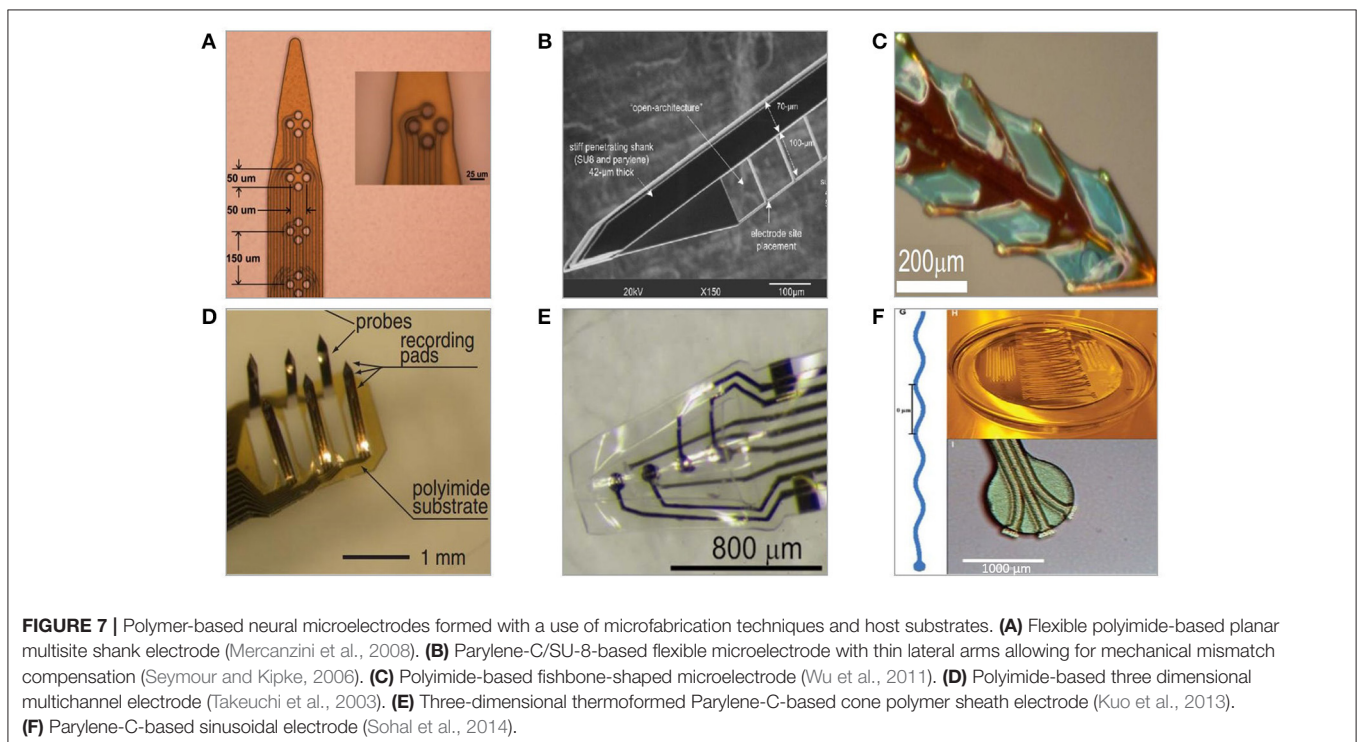 A
50 um
50 um
150 um
25 um
B
"open-architecture"
70-μm
100-μm
stiff penetrating shank
(SU8 and parylene)
42-μm thick
electrode site
placement
20kV X150 100μm
C
200μm
D
probes
recording
pads
polyimide
substrate
1 mm
E
800 μm
F
G
H
I
1000 μm
FIGURE 7 | Polymer-based neural microelectrodes formed with a use of microfabrication techniques and host substrates. (A) Flexible polyimide-based planar
multisite shank electrode (Mercanzini et al., 2008). (B) Parylene-C/SU-8-based flexible microelectrode with thin lateral arms allowing for mechanical mismatch
compensation (Seymour and Kipke, 2006). (C) Polyimide-based fishbone-shaped microelectrode (Wu et al., 2011). (D) Polyimide-based three dimensional
multichannel electrode (Takeuchi et al., 2003). (E) Three-dimensional thermoformed Parylene-C-based cone polymer sheath electrode (Kuo et al., 2013).
(F) Parylene-C-based sinusoidal electrode (Sohal et al., 2014).